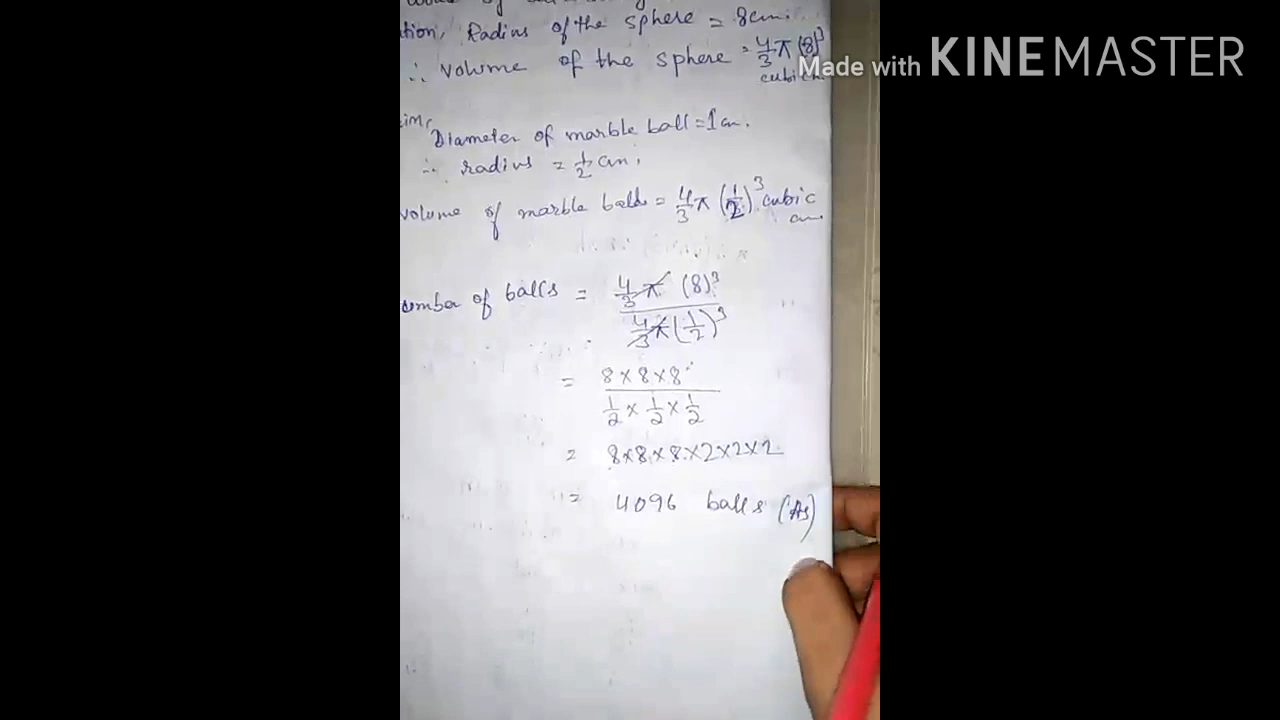 tion, Radius of the sphere = 8cm.
∴ volume of the sphere = 4/3 π (8)³
cubic
Made with KINEMASTER
Diameter of marble ball = 1 cm.
∴ radius = 1/2 cm.
volume of marble balls = 4/3 π (1/2)³ cubic
cm
umber of balls = 4/3 π (8)³ / 4/3 π (1/2)³
= 8×8×8 / 1/2 × 1/2 × 1/2
= 8×8×8×2×2×2
= 4096 balls (As)